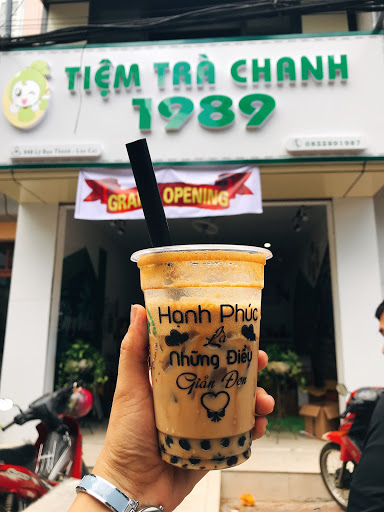 TIỆM TRÀ CHANH
1989
GRAND OPENING
Hạnh Phúc
Là
Những Điều
Giản Đơn